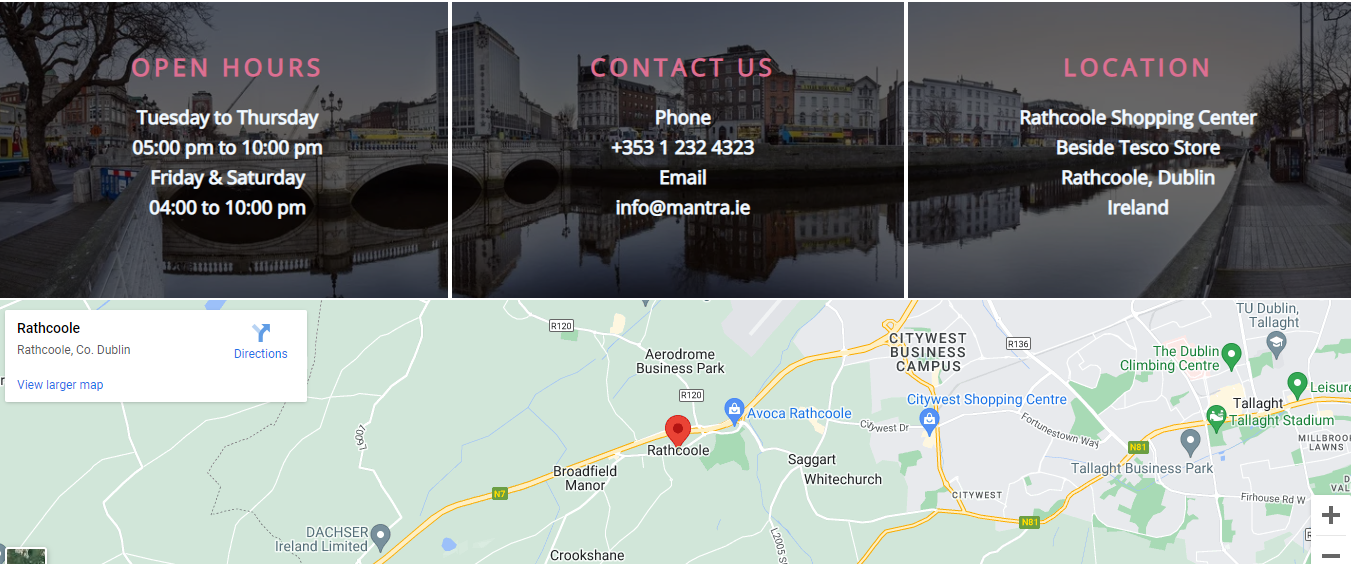 OPEN HOURS
Tuesday to Thursday
05:00 pm to 10:00 pm
Friday & Saturday
04:00 to 10:00 pm
CONTACT US
Phone
+353 1 232 4323
Email
info@mantra.ie
LOCATION
Rathcoole Shopping Center
Beside Tesco Store
Rathcoole, Dublin
Ireland
Rathcoole
Rathcoole, Co. Dublin
Directions
View larger map
R120
Aerodrome
Business Park
R120
CITYWEST
BUSINESS
CAMPUS
R136
TU Dublin,
Tallaght
The Dublin
Climbing Centre
Leisure
Tallaght
Tallaght Stadium
Citywest Shopping Centre
Avoca Rathcoole
Citywest Dr
Fortunestown Way
MILLBROOK
LAWNS
N81
Tallaght Business Park
L6001
Rathcoole
Saggart
Whitechurch
Broadfield
Manor
N7
CITYWEST
Firhouse Rd W
N81
DACHSER
Ireland Limited
Crookshane
L2005